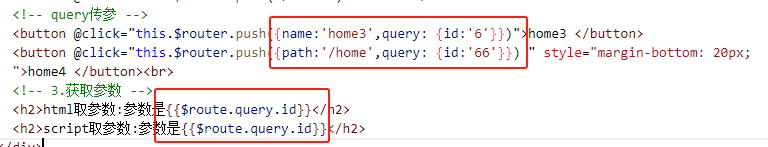 <!-- query传参 -->
<button @click="this.$router.push({name:'home3',query: {id:'6'}})">home3 </button>
<button @click="this.$router.push({path:'/home',query: {id:'66'}}) " style="margin-bottom: 20px;
">home4 </button><br>
<!-- 3.获取参数 -->
<h2>html取参数:参数是{{$route.query.id}}</h2>
<h2>script取参数:参数是{{$route.query.id}}</h2>
</div>